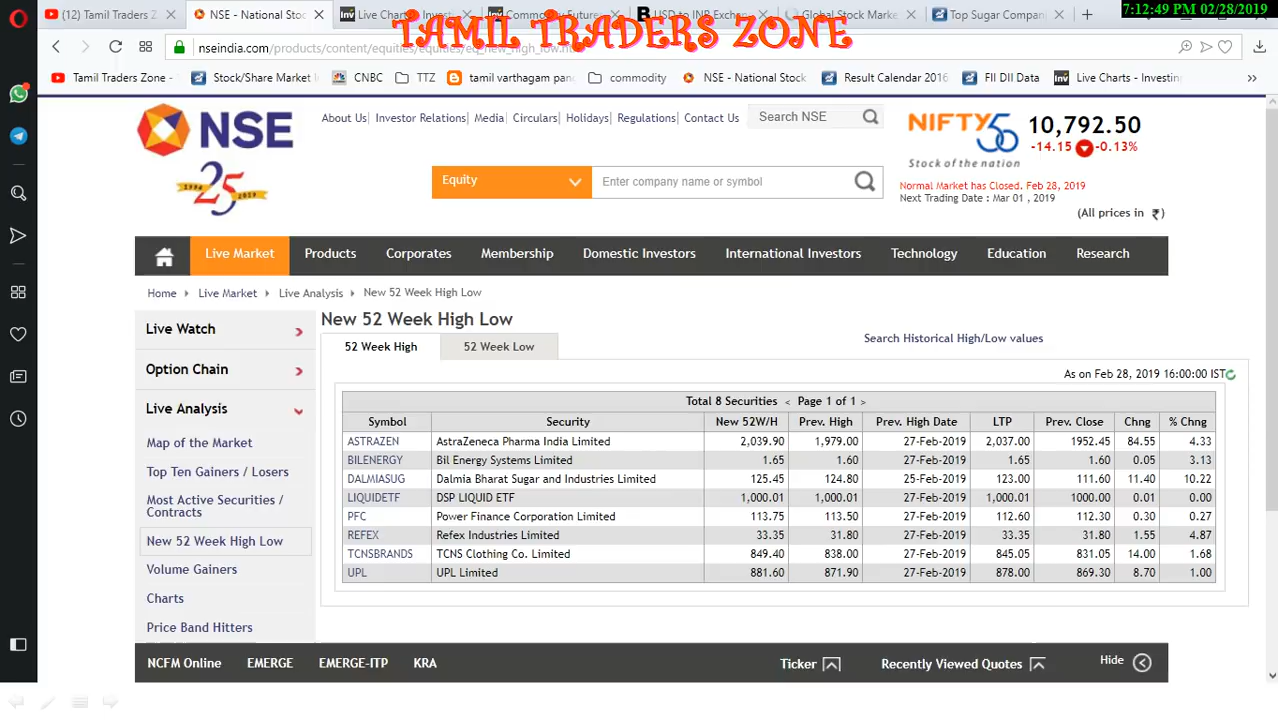 7:12:49 PM 02/28/2019
(12) Tamil Traders Z
NSE - National Stoc
Live Charts
Commodity Futures
USD to INR Exchan
Global Stock Marke
Top Sugar Compan
TAMIL TRADERS ZONE
nseindia.com/products/content/equities/equities/eq_new_high_low.htm
Tamil Traders Zone -
Stock/Share Market I
CNBC
TTZ
tamil varthagam pan
commodity
NSE - National Stock
Result Calendar 2016
FII DII Data
Live Charts - Investin
NSE
1994 25 2019
About Us| Investor Relations| Media| Circulars| Holidays| Regulations| Contact Us
Search NSE
Equity
Enter company name or symbol
NIFTY50
Stock of the nation
10,792.50
-14.15 -0.13%
Normal Market has Closed. Feb 28, 2019
Next Trading Date : Mar 01 , 2019
(All prices in ₹)
Live Market Products Corporates Membership Domestic Investors International Investors Technology Education Research
Home Live Market Live Analysis New 52 Week High Low
Live Watch
Option Chain
Live Analysis
Map of the Market
Top Ten Gainers / Losers
Most Active Securities /
Contracts
New 52 Week High Low
Volume Gainers
Charts
Price Band Hitters
New 52 Week High Low
52 Week High 52 Week Low
Search Historical High/Low values
As on Feb 28, 2019 16:00:00 IST
Total 8 Securities < Page 1 of 1 >
Symbol Security New 52W/H Prev. High Prev. High Date LTP Prev. Close Chng % Chng
ASTRAZEN AstraZeneca Pharma India Limited 2,039.90 1,979.00 27-Feb-2019 2,037.00 1952.45 84.55 4.33
BILENERGY Bil Energy Systems Limited 1.65 1.60 27-Feb-2019 1.65 1.60 0.05 3.13
DALMIASUG Dalmia Bharat Sugar and Industries Limited 125.45 124.80 25-Feb-2019 123.00 111.60 11.40 10.22
LIQUIDETF DSP LIQUID ETF 1,000.01 1,000.01 27-Feb-2019 1,000.01 1000.00 0.01 0.00
PFC Power Finance Corporation Limited 113.75 113.50 27-Feb-2019 112.60 112.30 0.30 0.27
REFEX Refex Industries Limited 33.35 31.80 27-Feb-2019 33.35 31.80 1.55 4.87
TCNSBRANDS TCNS Clothing Co. Limited 849.40 838.00 27-Feb-2019 845.05 831.05 14.00 1.68
UPL UPL Limited 881.60 871.90 27-Feb-2019 878.00 869.30 8.70 1.00
NCFM Online EMERGE EMERGE-ITP KRA
Ticker Recently Viewed Quotes Hide